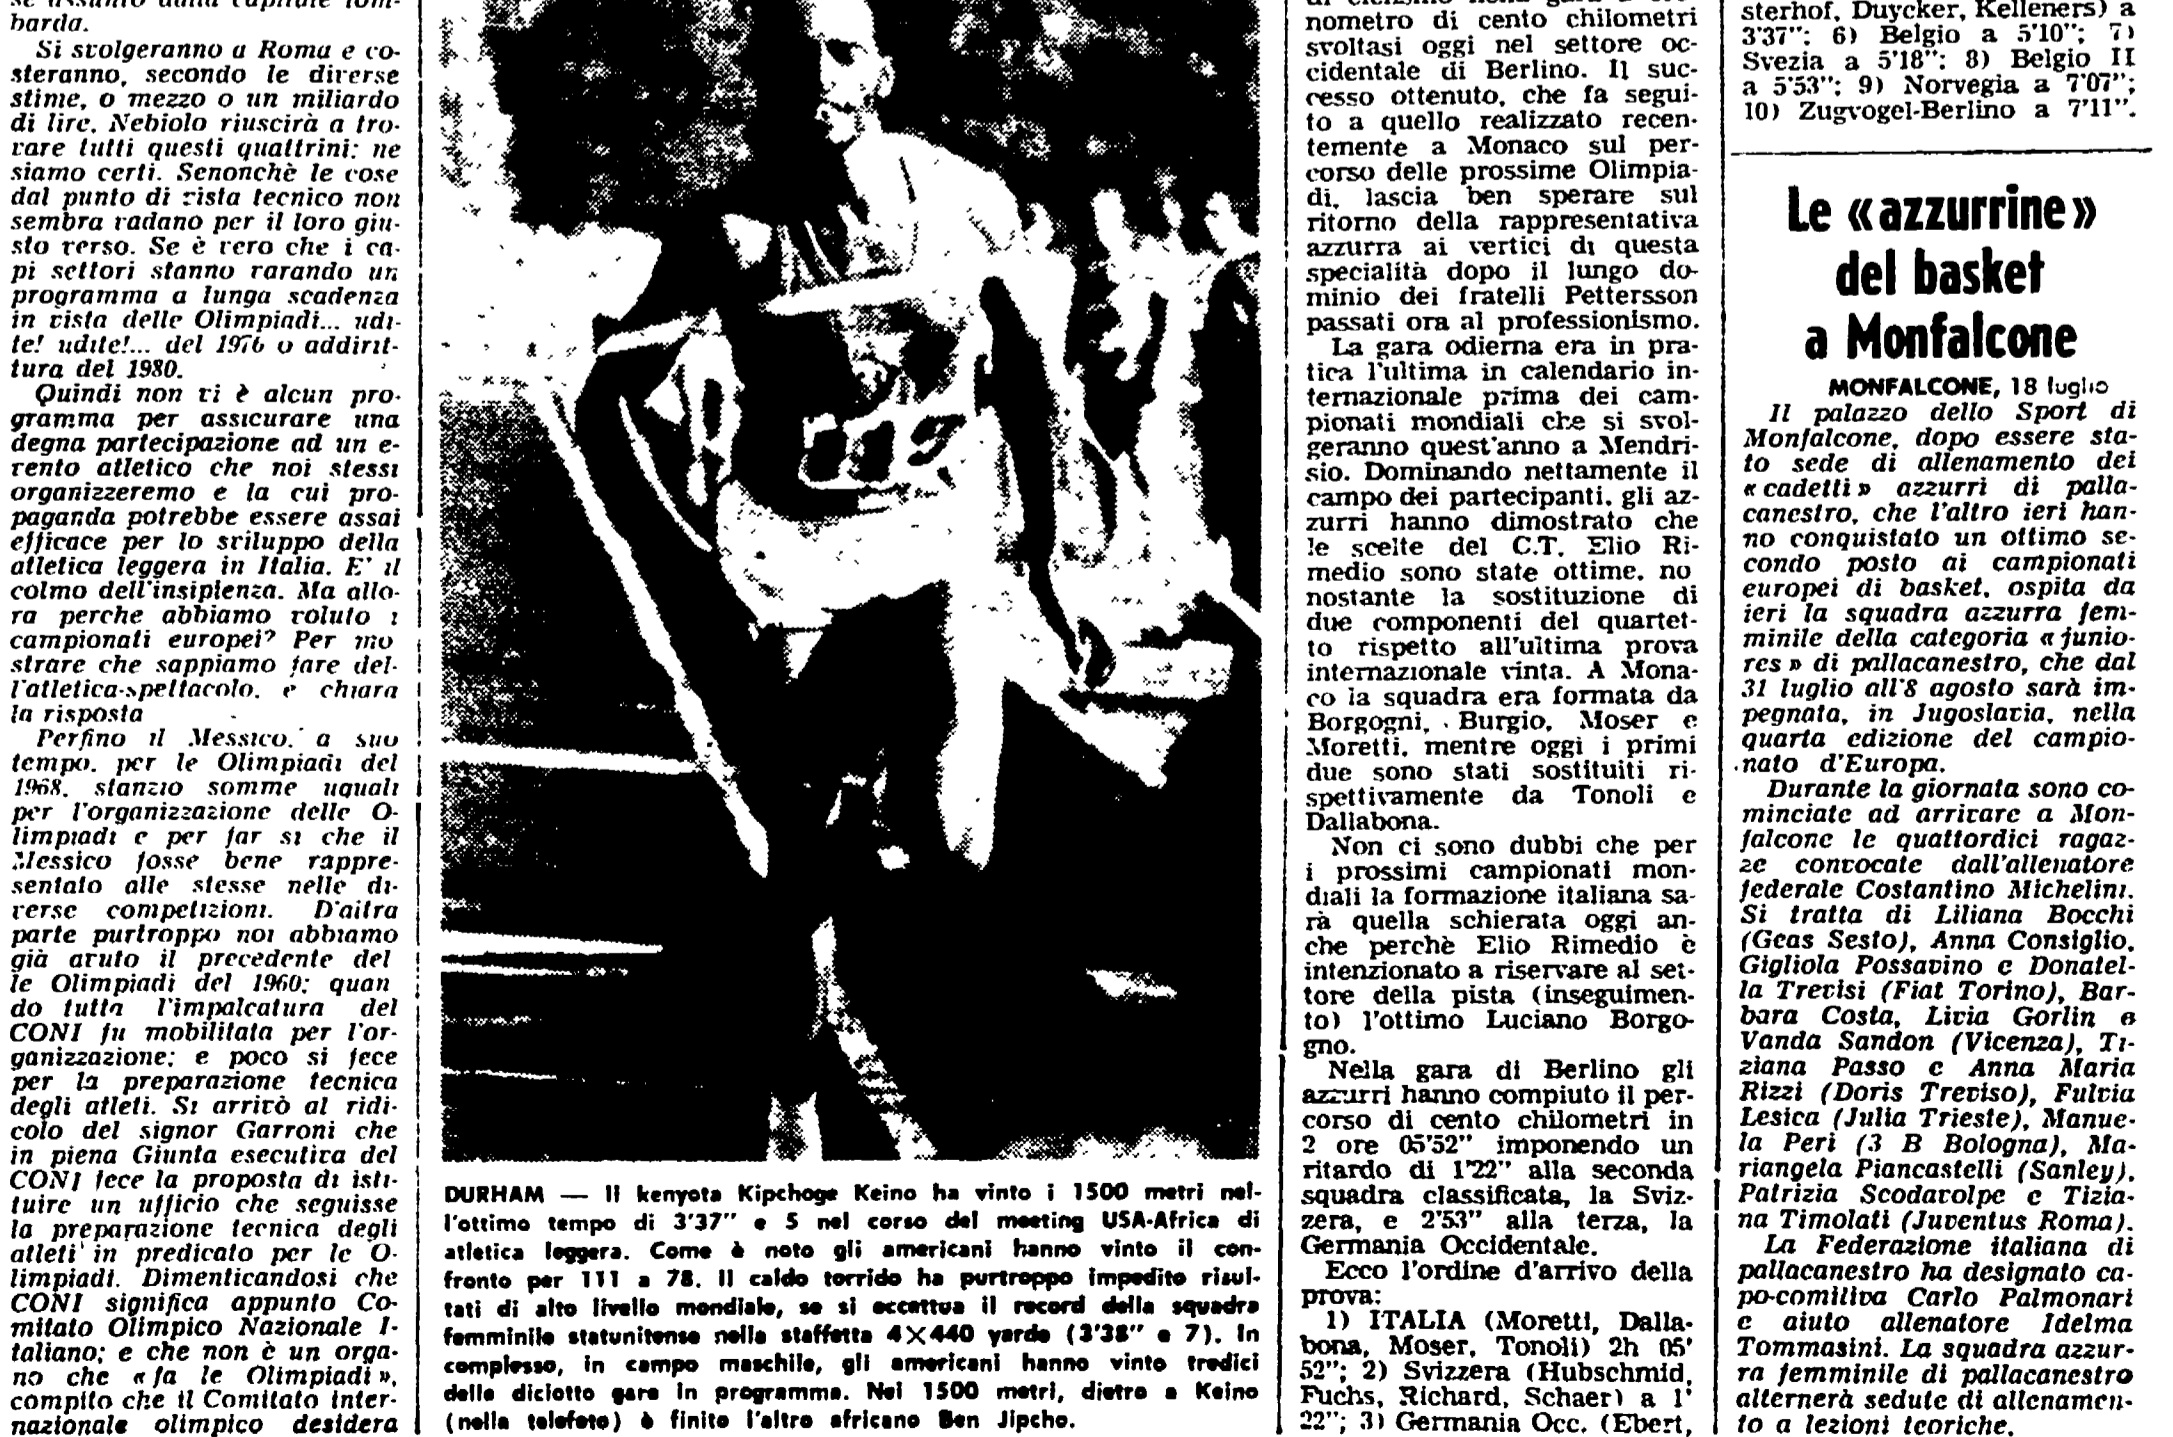 se assunto dalla capitale lom-
barda.
Si svolgeranno a Roma e co-
steranno, secondo le diverse
stime, o mezzo o un miliardo
di lire. Nebiolo riuscirà a tro-
vare tutti questi quattrini: ne
siamo certi. Senonchè le cose
dal punto di vista tecnico non
sembra vadano per il loro giu-
sto verso. Se è vero che i ca-
pi settori stanno varando un
programma a lunga scadenza
in vista delle Olimpiadi... udi-
te! udite!... del 1976 o addirit-
tura del 1980.
Quindi non vi è alcun pro-
gramma per assicurare una
degna partecipazione ad un e-
vento atletico che noi stessi
organizzeremo e la cui pro-
paganda potrebbe essere assai
efficace per lo sviluppo della
atletica leggera in Italia. E' il
colmo dell'insipienza. Ma allo-
ra perche abbiamo voluto i
campionati europei? Per mo
strare che sappiamo fare del-
l'atletica-spettacolo, e chiara
la risposta
Perfino il Messico, a suo
tempo, per le Olimpiadi del
1968, stanzio somme uguali
per l'organizzazione delle O-
limpiadi e per far si che il
Messico fosse bene rappre-
sentato alle stesse nelle di-
verse competizioni. D'altra
parte purtroppo noi abbiamo
già avuto il precedente del
le Olimpiadi del 1960; quan
do tutta l'impalcatura del
CONI fu mobilitata per l'or-
ganizzazione; e poco si fece
per la preparazione tecnica
degli atleti. Si arrivò al ridi-
colo del signor Garroni che
in piena Giunta esecutiva del
CONI fece la proposta di isti-
tuire un ufficio che seguisse
la preparazione tecnica degli
atleti in predicato per le O-
limpiadi. Dimenticandosi che
CONI significa appunto Co-
mitato Olimpico Nazionale I-
taliano; e che non è un orga-
no che «fa le Olimpiadi»,
compito che il Comitato inter-
nazionale olimpico desidera
DURHAM — Il kenyota Kipchoge Keino ha vinto i 1500 metri nel-
l'ottimo tempo di 3'37" e 5 nel corso del meeting USA-Africa di
atletica leggera. Come è noto gli americani hanno vinto il con-
fronto per 111 a 78. Il caldo torrido ha purtroppo impedito risul-
tati di alto livello mondiale, se si eccettua il record della squadra
femminile statunitense nella staffetta 4×440 yarde (3'38" e 7). In
complesso, in campo maschile, gli americani hanno vinto tredici
delle diciotto gare in programma. Nei 1500 metri, dietro a Keino
(nella telefoto) è finito l'altro africano Ben Jipcho.
nometro di cento chilometri
svoltasi oggi nel settore oc-
cidentale di Berlino. Il suc-
cesso ottenuto, che fa segui-
to a quello realizzato recen-
temente a Monaco sul per-
corso delle prossime Olimpia-
di, lascia ben sperare sul
ritorno della rappresentativa
azzurra ai vertici di questa
specialità dopo il lungo do-
minio dei fratelli Pettersson
passati ora al professionismo.
La gara odierna era in pra-
tica l'ultima in calendario in-
ternazionale prima dei cam-
pionati mondiali che si svol-
geranno quest'anno a Mendri-
sio. Dominando nettamente il
campo dei partecipanti, gli az-
zurri hanno dimostrato che
le scelte del C.T. Elio Ri-
medio sono state ottime, no
nostante la sostituzione di
due componenti del quartet-
to rispetto all'ultima prova
internazionale vinta. A Mona-
co la squadra era formata da
Borgogni, Burgio, Moser e
Moretti, mentre oggi i primi
due sono stati sostituiti ri-
spettivamente da Tonoli e
Dallabona.
Non ci sono dubbi che per
i prossimi campionati mon-
diali la formazione italiana sa-
rà quella schierata oggi an-
che perchè Elio Rimedio è
intenzionato a riservare al set-
tore della pista (inseguimen-
to) l'ottimo Luciano Borgo-
gno.
Nella gara di Berlino gli
azzurri hanno compiuto il per-
corso di cento chilometri in
2 ore 05'52" imponendo un
ritardo di 1'22" alla seconda
squadra classificata, la Sviz-
zera, e 2'53" alla terza, la
Germania Occidentale.
Ecco l'ordine d'arrivo della
prova:
1) ITALIA (Moretti, Dalla-
bona, Moser, Tonoli) 2h 05'
52"; 2) Svizzera (Hubschmid,
Fuchs, Richard, Schaer) a 1'
22"; 3) Germania Occ. (Ebert,
sterhof, Duycker, Kelleners) a
3'37"; 6) Belgio a 5'10"; 7)
Svezia a 5'18"; 8) Belgio II
a 5'53"; 9) Norvegia a 7'07";
10) Zugvogel-Berlino a 7'11".
Le «azzurrine»
del basket
a Monfalcone
MONFALCONE, 18 luglio
Il palazzo dello Sport di
Monfalcone, dopo essere sta-
to sede di allenamento dei
«cadetti» azzurri di palla-
canestro, che l'altro ieri han-
no conquistato un ottimo se-
condo posto ai campionati
europei di basket, ospita da
ieri la squadra azzurra fem-
minile della categoria «junio-
res» di pallacanestro, che dal
31 luglio all'8 agosto sarà im-
pegnata, in Jugoslavia, nella
quarta edizione del campio-
nato d'Europa.
Durante la giornata sono co-
minciate ad arrivare a Mon-
falcone le quattordici ragaz-
ze convocate dall'allenatore
federale Costantino Michelini.
Si tratta di Liliana Bocchi
(Geas Sesto), Anna Consiglio,
Gigliola Possavino e Donatel-
la Trevisi (Fiat Torino), Bar-
bara Costa, Livia Gorlin e
Vanda Sandon (Vicenza), Ti-
ziana Passo e Anna Maria
Rizzi (Doris Treviso), Fulvia
Lesica (Julia Trieste), Manue-
la Peri (3 B Bologna), Ma-
riangela Piancastelli (Sanley),
Patrizia Scodavolpe e Tizia-
na Timolati (Juventus Roma).
La Federazione italiana di
pallacanestro ha designato ca-
po-comitiva Carlo Palmonari
e aiuto allenatore Idelma
Tommasini. La squadra azzur-
ra femminile di pallacanestro
alternerà sedute di allenamen-
to a lezioni teoriche.